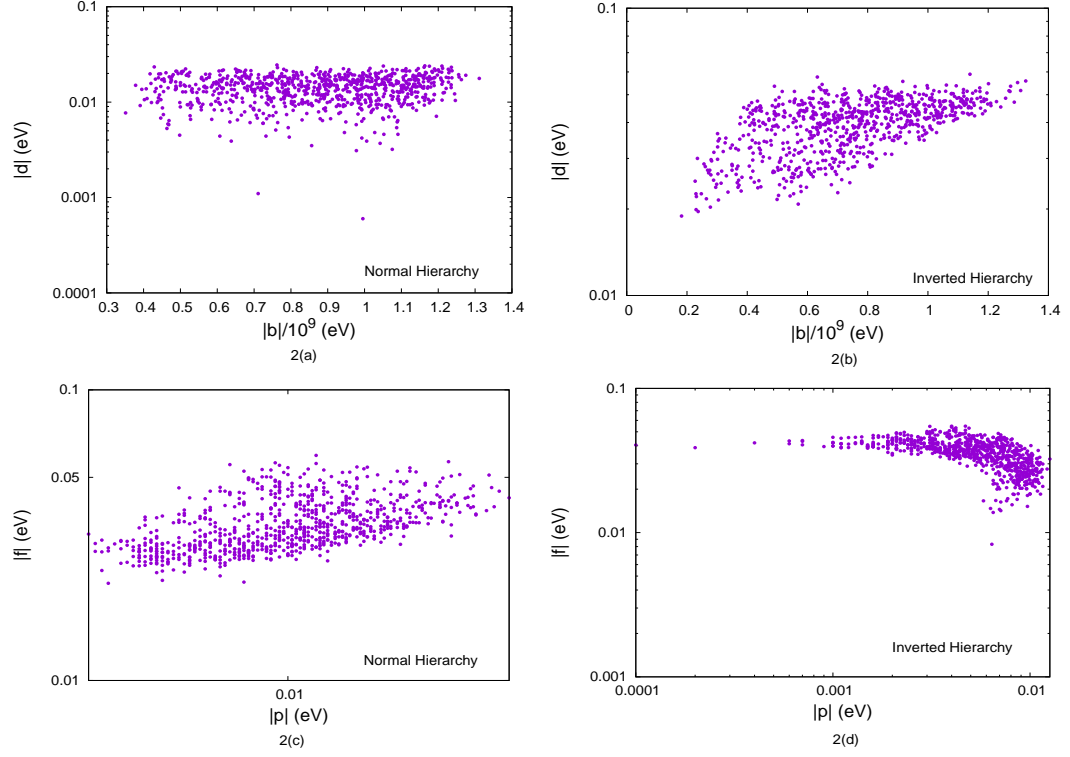 0.1
0.01
0.001
0.0001
|d| (eV)
Normal Hierarchy
0.3 0.4 0.5 0.6 0.7 0.8 0.9 1 1.1 1.2 1.3 1.4
|b|/10⁹ (eV)
2(a)
0.1
0.01
|d| (eV)
Inverted Hierarchy
0 0.2 0.4 0.6 0.8 1 1.2 1.4
|b|/10⁹ (eV)
2(b)
0.1
0.05
0.01
|f| (eV)
Normal Hierarchy
0.01
|p| (eV)
2(c)
0.1
0.01
0.001
|f| (eV)
Inverted Hierarchy
0.0001 0.001 0.01
|p| (eV)
2(d)